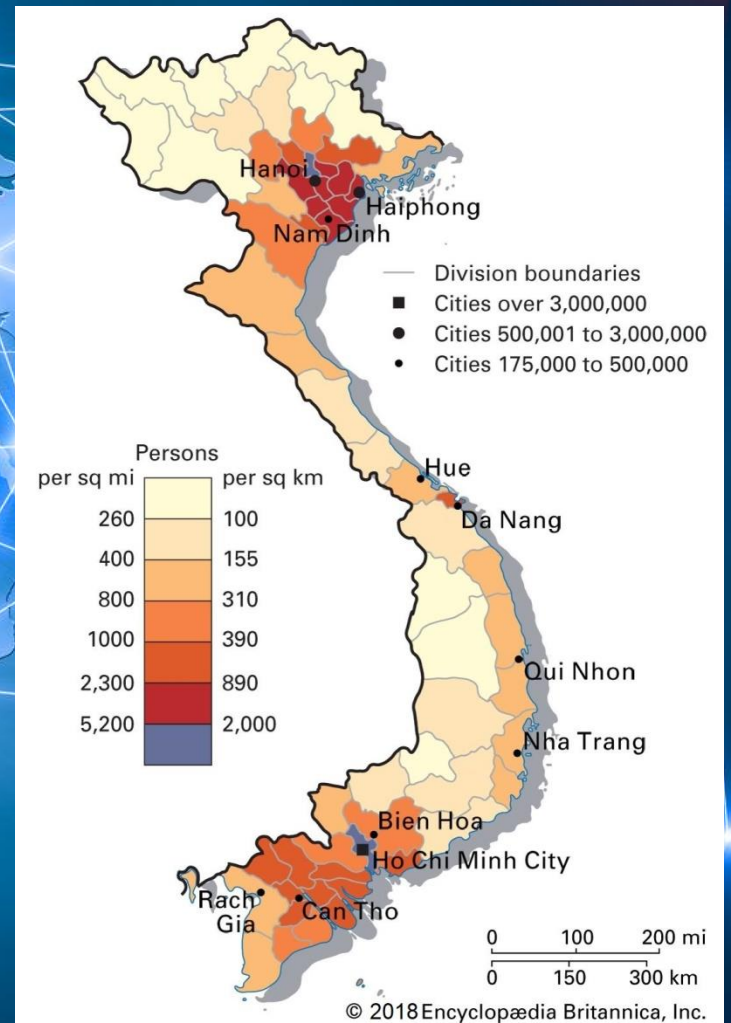 Hanoi
Haiphong
Nam Dinh
Division boundaries
Cities over 3,000,000
Cities 500,001 to 3,000,000
Cities 175,000 to 500,000
Persons
per sq mi per sq km
260 100
400 155
800 310
1000 390
2,300 890
5,200 2,000
Hue
Da Nang
Qui Nhon
Nha Trang
Bien Hoa
Ho Chi Minh City
Rach
Gia
Can Tho
0 100 200 mi
0 150 300 km
© 2018 Encyclopædia Britannica, Inc.